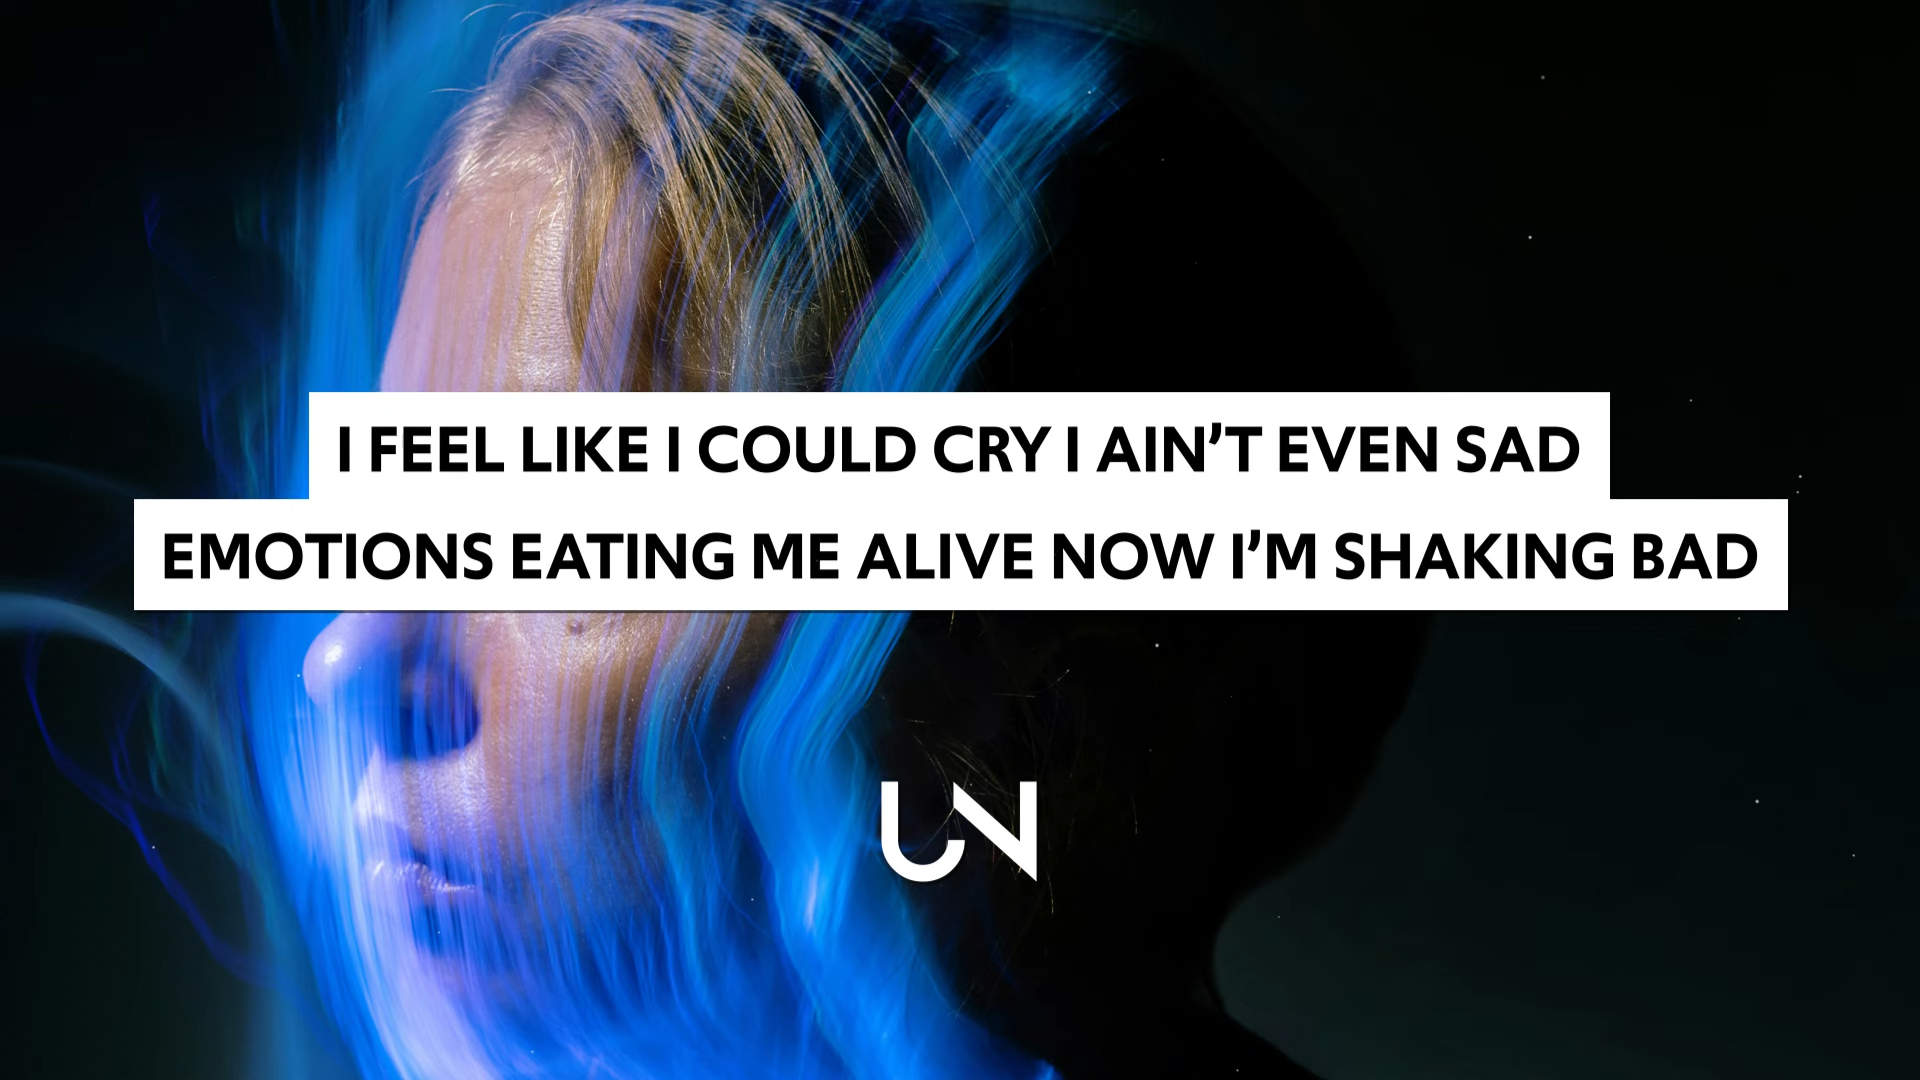 I FEEL LIKE I COULD CRY I AIN’T EVEN SAD
EMOTIONS EATING ME ALIVE NOW I’M SHAKING BAD
UN